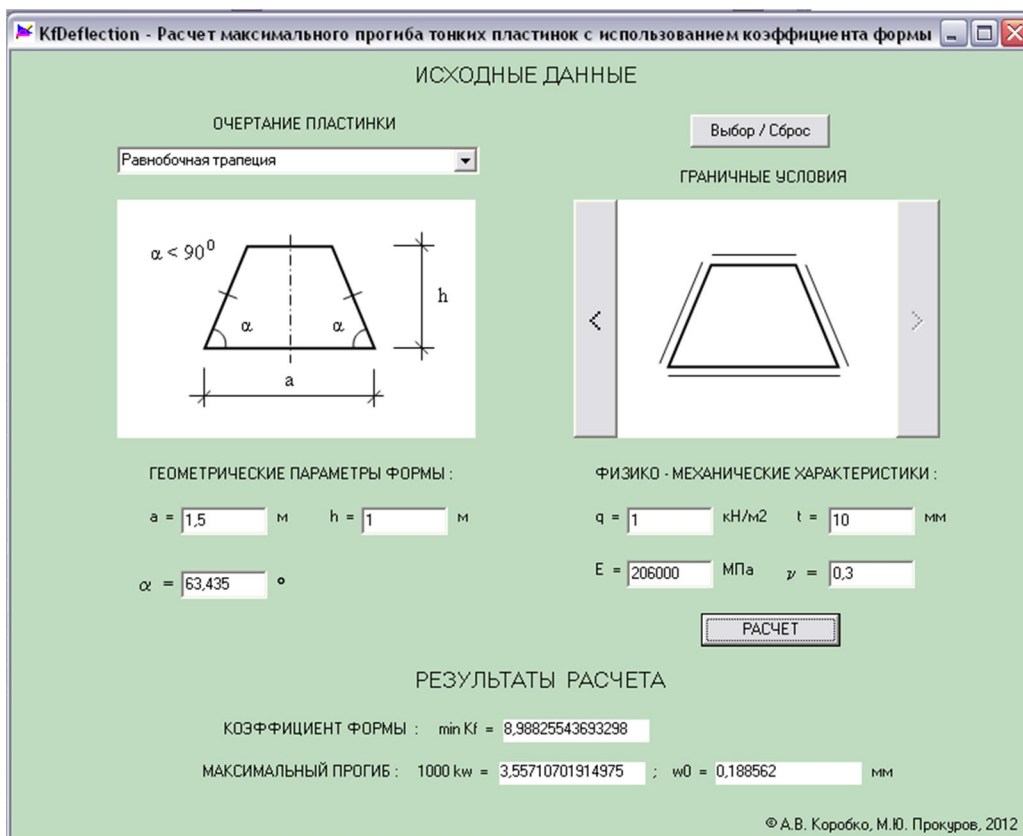 KfDeflection - Расчет максимального прогиба тонких пластинок с использованием коэффициента формы
ИСХОДНЫЕ ДАННЫЕ
ОЧЕРТАНИЕ ПЛАСТИНКИ
Выбор / Сброс
Равнобочная трапеция
ГРАНИЧНЫЕ УСЛОВИЯ
α < 90⁰
h
α
α
a
<
>
ГЕОМЕТРИЧЕСКИЕ ПАРАМЕТРЫ ФОРМЫ :
ФИЗИКО - МЕХАНИЧЕСКИЕ ХАРАКТЕРИСТИКИ :
a = 1,5 м h = 1 м
q = 1 кН/м2 t = 10 мм
α = 63,435 °
E = 206000 МПа ν = 0,3
РАСЧЕТ
РЕЗУЛЬТАТЫ РАСЧЕТА
КОЭФФИЦИЕНТ ФОРМЫ : min Kf = 8,98825543693298
МАКСИМАЛЬНЫЙ ПРОГИБ : 1000 kw = 3,55710701914975 ; w0 = 0,188562 мм
© А.В. Коробко, М.Ю. Прокуров, 2012